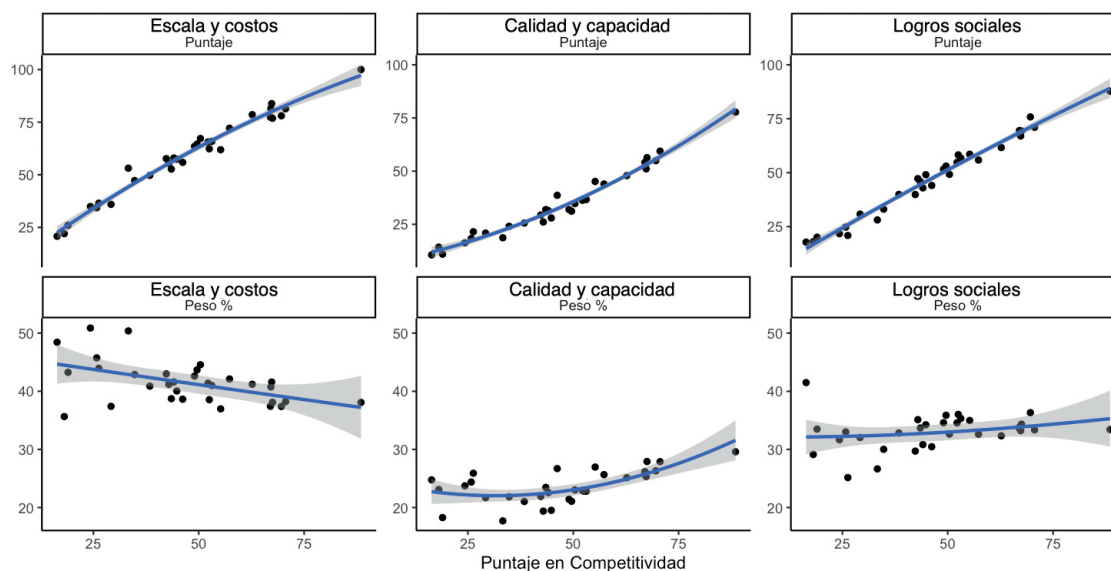 Escala y costos
Puntaje
Calidad y capacidad
Puntaje
Logros sociales
Puntaje
100
75
50
25
100
75
50
25
100
75
50
25
Escala y costos
Peso %
Calidad y capacidad
Peso %
Logros sociales
Peso %
50
40
30
20
50
40
30
20
50
40
30
20
25 50 75
25 50 75
25 50 75
Puntaje en Competitividad